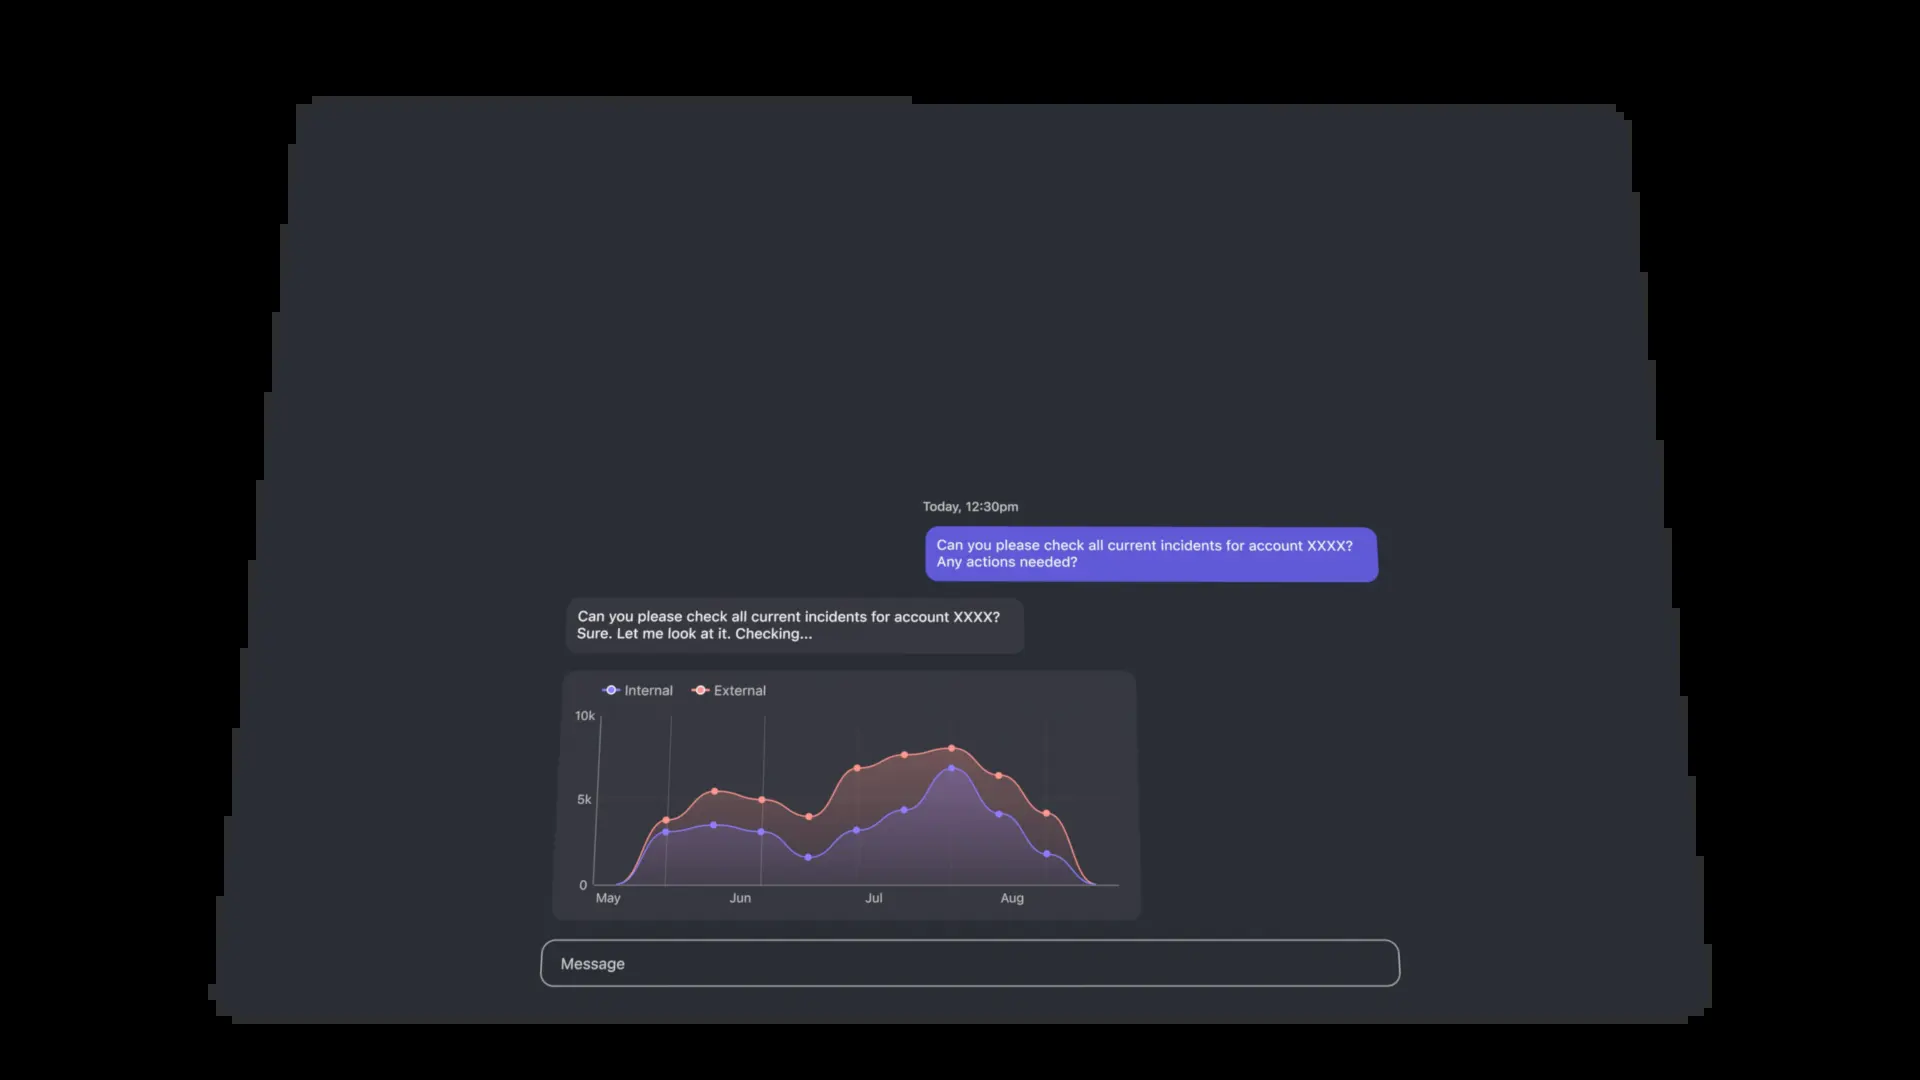 Today, 12:30pm
Can you please check all current incidents for account XXXX?
Any actions needed?
Can you please check all current incidents for account XXXX?
Sure. Let me look at it. Checking...
Internal External
10k
5k
0
May Jun Jul Aug
Message